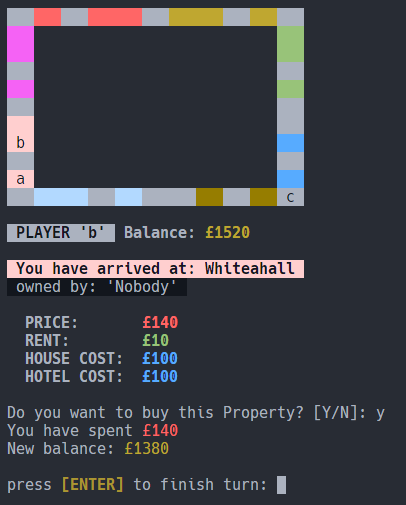 b
a
c
PLAYER 'b' Balance: £1520
You have arrived at: Whiteahall
owned by: 'Nobody'
PRICE: £140
RENT: £10
HOUSE COST: £100
HOTEL COST: £100
Do you want to buy this Property? [Y/N]: y
You have spent £140
New balance: £1380
press [ENTER] to finish turn: